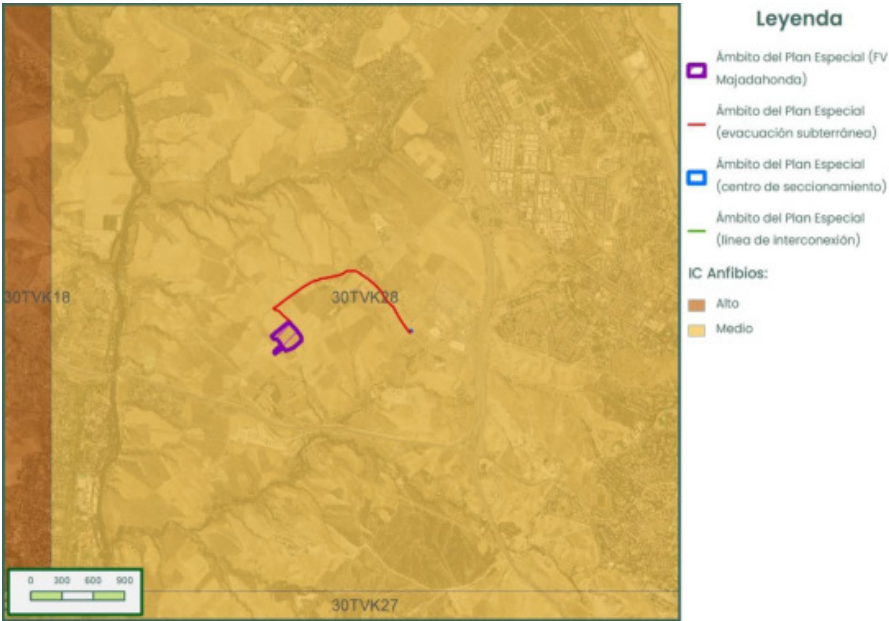 Leyenda
Ámbito del Plan Especial (FV
Majadahonda)
Ámbito del Plan Especial
(evacuación subterránea)
Ámbito del Plan Especial
(centro de seccionamiento)
Ámbito del Plan Especial
(línea de interconexión)
IC Anfibios:
Alto
Medio
30TVK18
30TVK28
30TVK27
0 300 600 900